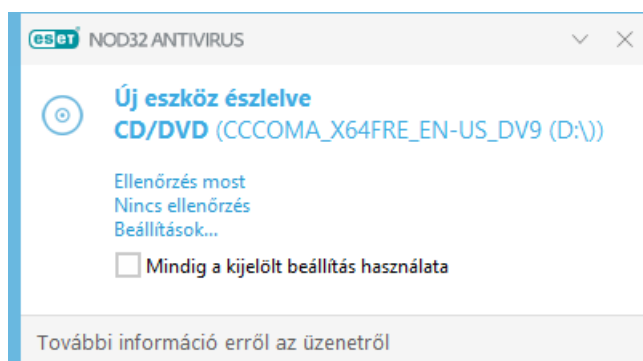 eset NOD32 ANTIVIRUS
Új eszköz észlelve
CD/DVD (CCCOMA_X64FRE_EN-US_DV9 (D:\))
Ellenőrzés most
Nincs ellenőrzés
Beállítások...
Mindig a kijelölt beállítás használata
További információ erről az üzenetről